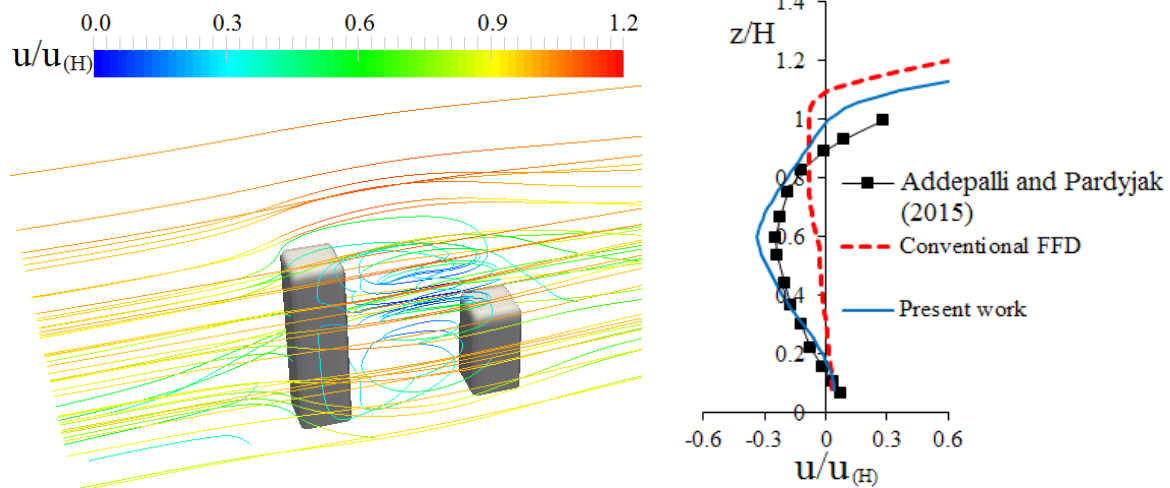 0.0 0.3 0.6 0.9 1.2
u/u(H)
1.4
z/H
1.2
1
0.8
Addepalli and Pardyjak
(2015)
0.6
Conventional FFD
0.4
Present work
0.2
0
-0.6 -0.3 0 0.3 0.6
u/u(H)